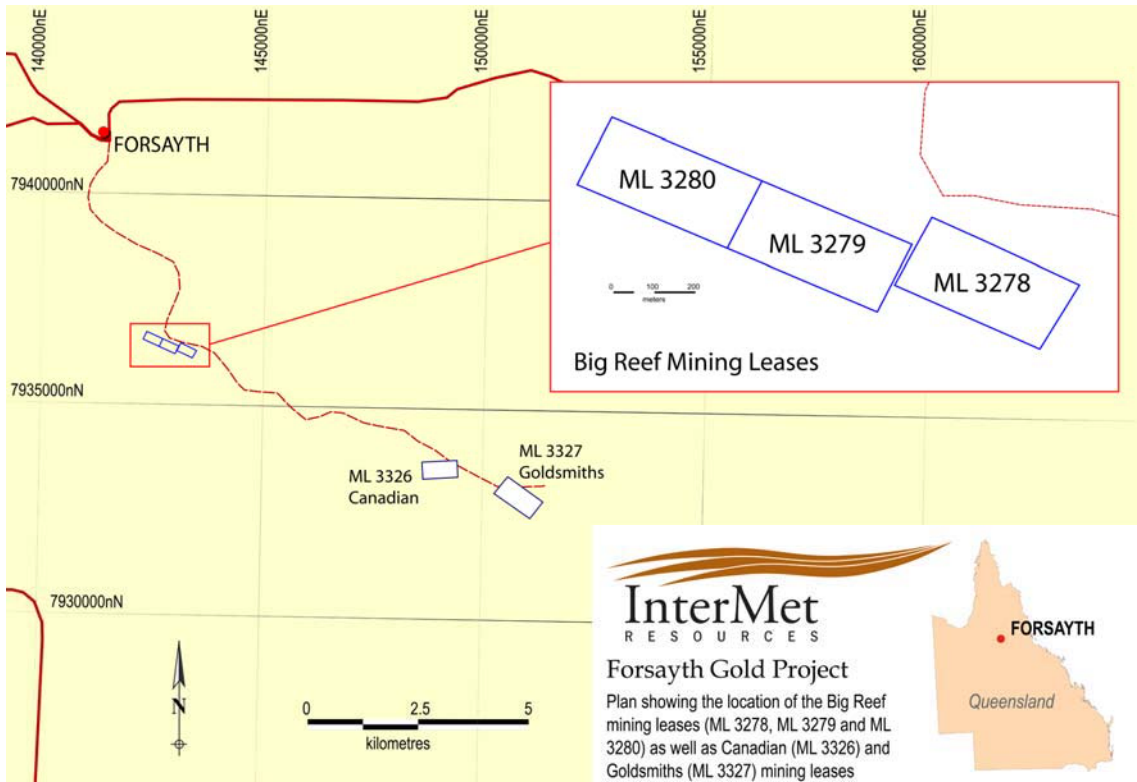 140000nE
145000nE
150000nE
155000nE
160000nE
FORSAYTH
7940000nN
ML 3280
ML 3279
ML 3278
100 200
meters
Big Reef Mining Leases
7935000nN
ML 3326
Canadian
ML 3327
Goldsmiths
7930000nN
N
0 2.5 5
kilometres
InterMet
RESOURCES
Forsayth Gold Project
Plan showing the location of the Big Reef
mining leases (ML 3278, ML 3279 and ML
3280) as well as Canadian (ML 3326) and
Goldsmiths (ML 3327) mining leases
FORSAYTH
Queensland